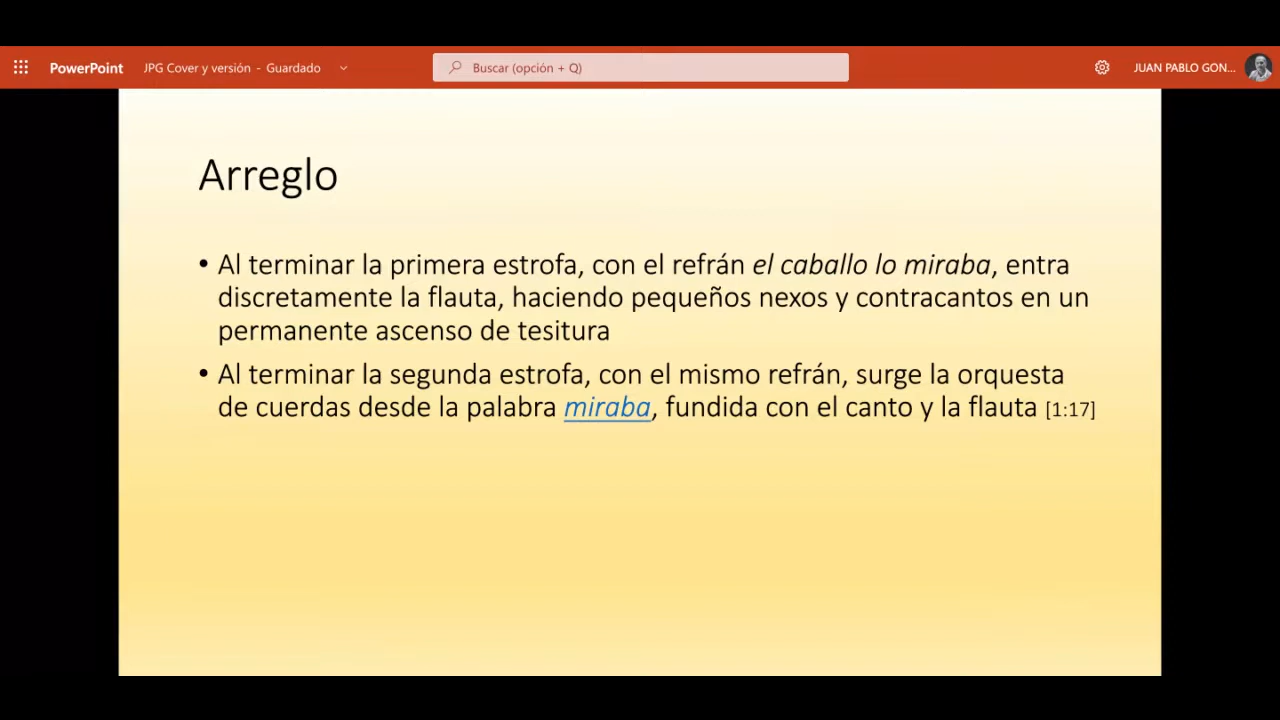 PowerPoint JPG Cover y versión - Guardado Buscar (opción + Q) JUAN PABLO GON...
Arreglo
• Al terminar la primera estrofa, con el refrán el caballo lo miraba, entra
discretamente la flauta, haciendo pequeños nexos y contracantos en un
permanente ascenso de tesitura
• Al terminar la segunda estrofa, con el mismo refrán, surge la orquesta
de cuerdas desde la palabra miraba, fundida con el canto y la flauta [1:17]